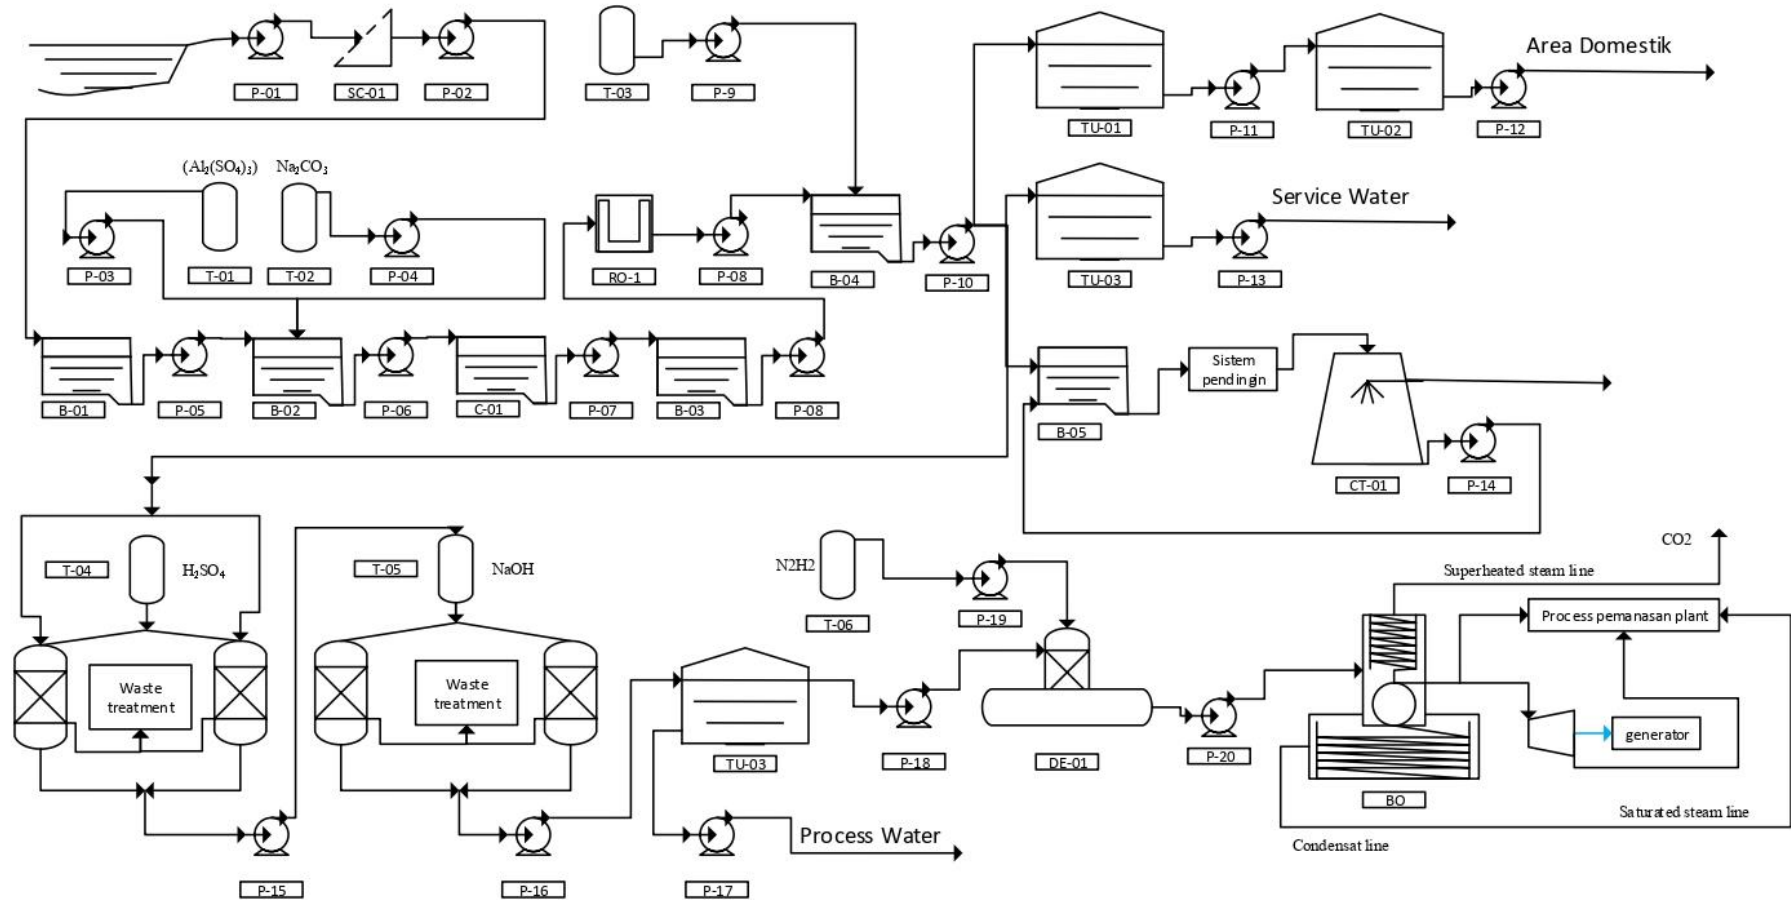 P-01
SC-01
P-02
T-03
P-9
TU-01
P-11
TU-02
P-12
Area Domestik
(Al₂(SO₄)₃)
Na₂CO₃
P-03
T-01
T-02
P-04
RO-1
P-08
B-04
P-10
TU-03
P-13
Service Water
B-01
P-05
B-02
P-06
C-01
P-07
B-03
P-08
B-05
Sistem
pendingin
CT-01
P-14
T-04
H₂SO₄
T-05
NaOH
N2H2
T-06
P-19
CO2
Superheated steam line
Process pemanasan plant
Waste
treatment
Waste
treatment
TU-03
P-18
DE-01
P-20
generator
BO
Saturated steam line
Condensat line
Process Water
P-15
P-16
P-17